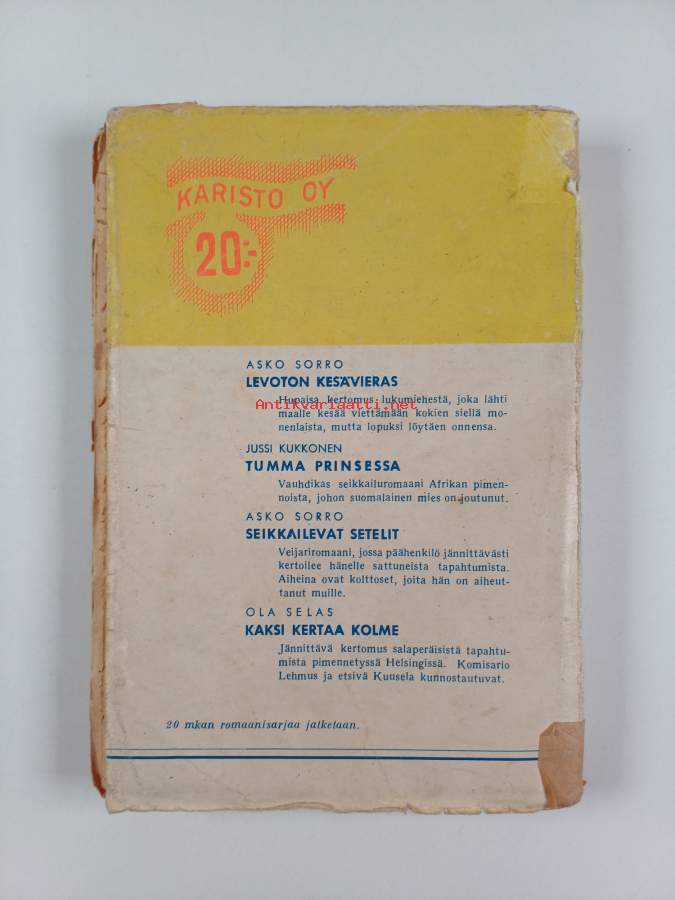 KARISTO OY
20:-
ASKO SORRO
LEVOTON KESÄVIERAS
Hupaisa kertomus lukumiehestä, joka lähti
Antikvariaatti.net
maalle kesää viettämään kokien siellä mo-
nenlaista, mutta lopuksi löytäen onnensa.
JUSSI KUKKONEN
TUMMA PRINSESSA
Vauhdikas seikkailuromaani Afrikan pimen-
noista, johon suomalainen mies on joutunut.
ASKO SORRO
SEIKKAILEVAT SETELIT
Veijariromaani, jossa päähenkilö jännittävästi
kertoilee hänelle sattuneista tapahtumista.
Aiheina ovat kolttoset, joita hän on aiheut-
tanut muille.
OLA SELAS
KAKSI KERTAA KOLME
Jännittävä kertomus salaperäisistä tapahtu-
mista pimennetyssä Helsingissä. Komisario
Lehmus ja etsivä Kuusela kunnostautuvat.
20 mkan romaanisarjaa jatketaan.